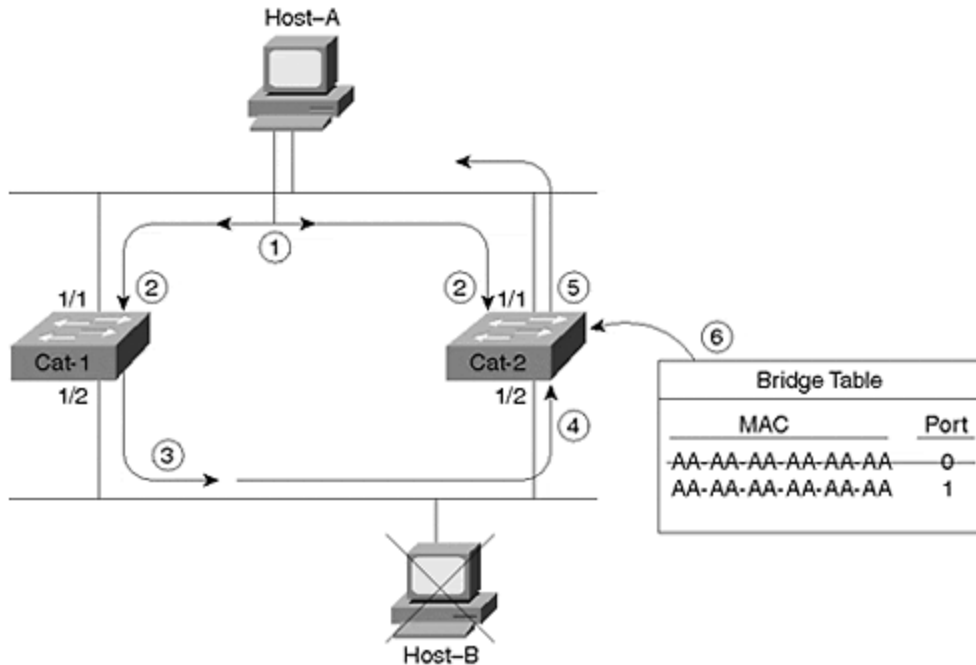 Host–A
1
2
2
1/1
1/1
5
6
Cat-1
Cat-2
1/2
1/2
3
4
Bridge Table
MAC Port
AA-AA-AA-AA-AA-AA 0
AA-AA-AA-AA-AA-AA 1
Host–B